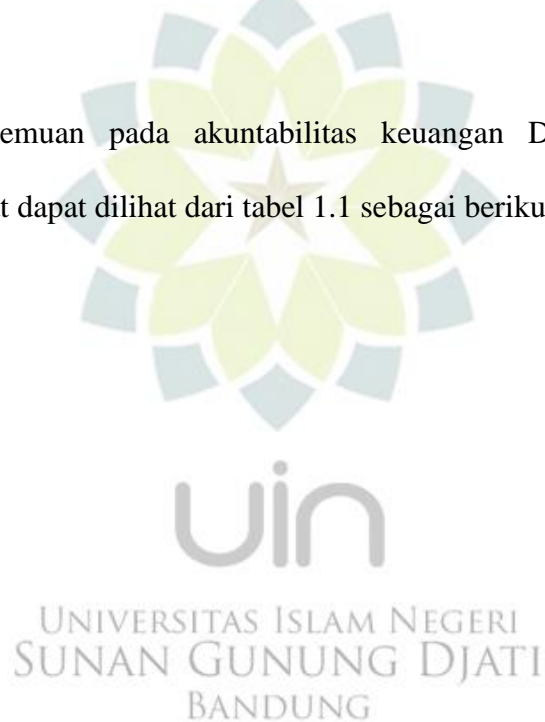 emuan pada akuntabilitas keuangan D
t dapat dilihat dari tabel 1.1 sebagai beriku
uin
UNIVERSITAS ISLAM NEGERI
SUNAN GUNUNG DJATI
BANDUNG